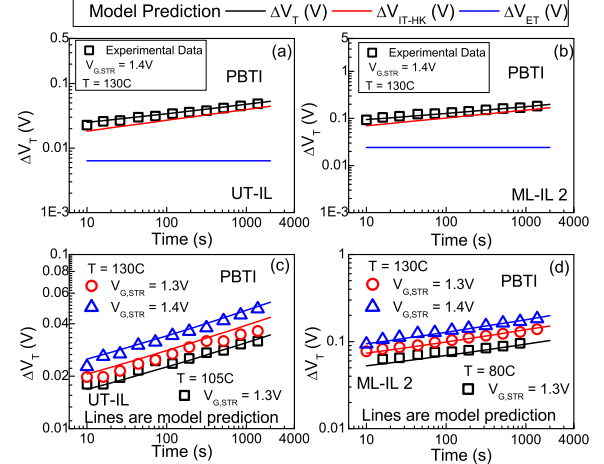 Model Prediction — ΔV_T (V) — ΔV_IT-HK (V) — ΔV_ET (V)
(a)
Experimental Data
V_G,STR = 1.4V
T = 130C
PBTI
UT-IL
ΔV_T (V)
0.5
0.1
0.01
1E-3
10 100 1000 4000
Time (s)
(b)
Experimental Data
V_G,STR = 1.4V
T = 130C
PBTI
ML-IL 2
ΔV_T (V)
5
1
0.1
0.01
1E-3
10 100 1000 4000
Time (s)
(c)
T = 130C
PBTI
V_G,STR = 1.3V
V_G,STR = 1.4V
T = 105C
V_G,STR = 1.3V
UT-IL
Lines are model prediction
ΔV_T (V)
0.1
0.08
0.06
0.04
0.02
0.01
10 100 1000 4000
Time (s)
(d)
T = 130C
PBTI
V_G,STR = 1.3V
V_G,STR = 1.4V
T = 80C
V_G,STR = 1.3V
ML-IL 2
Lines are model prediction
ΔV_T (V)
1
0.1
0.01
10 100 1000 4000
Time (s)